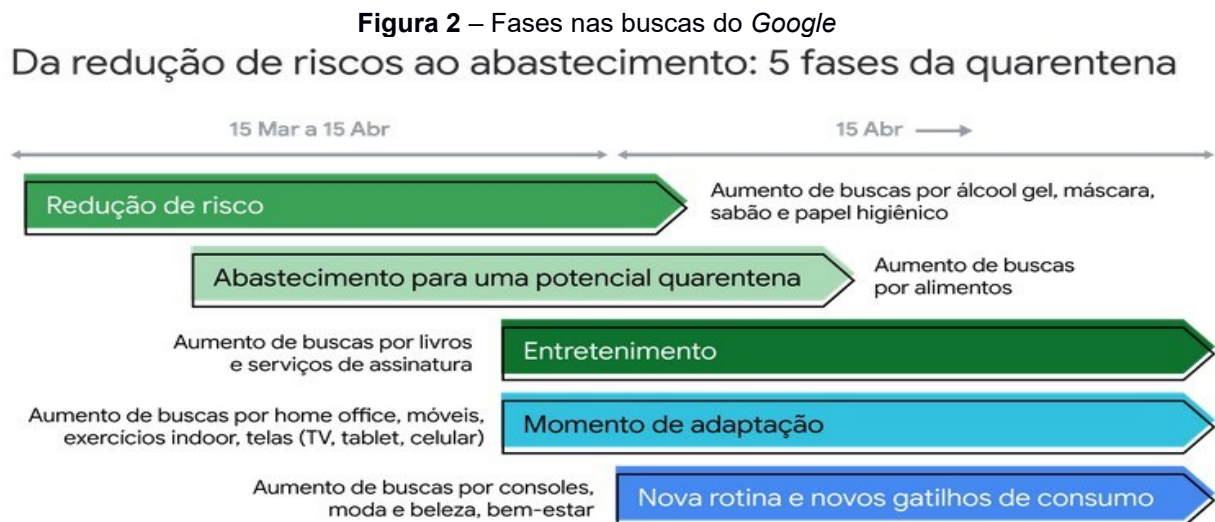 Figura 2 – Fases nas buscas do Google
Da redução de riscos ao abastecimento: 5 fases da quarentena
15 Mar a 15 Abr
15 Abr
Redução de risco
Aumento de buscas por álcool gel, máscara,
sabão e papel higiênico
Abastecimento para uma potencial quarentena
Aumento de buscas
por alimentos
Aumento de buscas por livros
e serviços de assinatura
Entretenimento
Aumento de buscas por home office, móveis,
exercícios indoor, telas (TV, tablet, celular)
Momento de adaptação
Aumento de buscas por consoles,
moda e beleza, bem-estar
Nova rotina e novos gatilhos de consumo